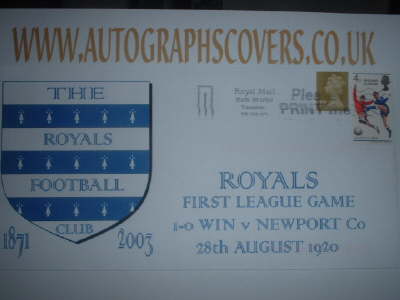 WWW.AUTOGRAPHSCOVERS.CO.UK
THE
ROYALS
FOOTBALL
CLUB
1871 2003
Royal Mail
4d
ROYALS
FIRST LEAGUE GAME
1-0 WIN v NEWPORT Co
28th AUGUST 1920